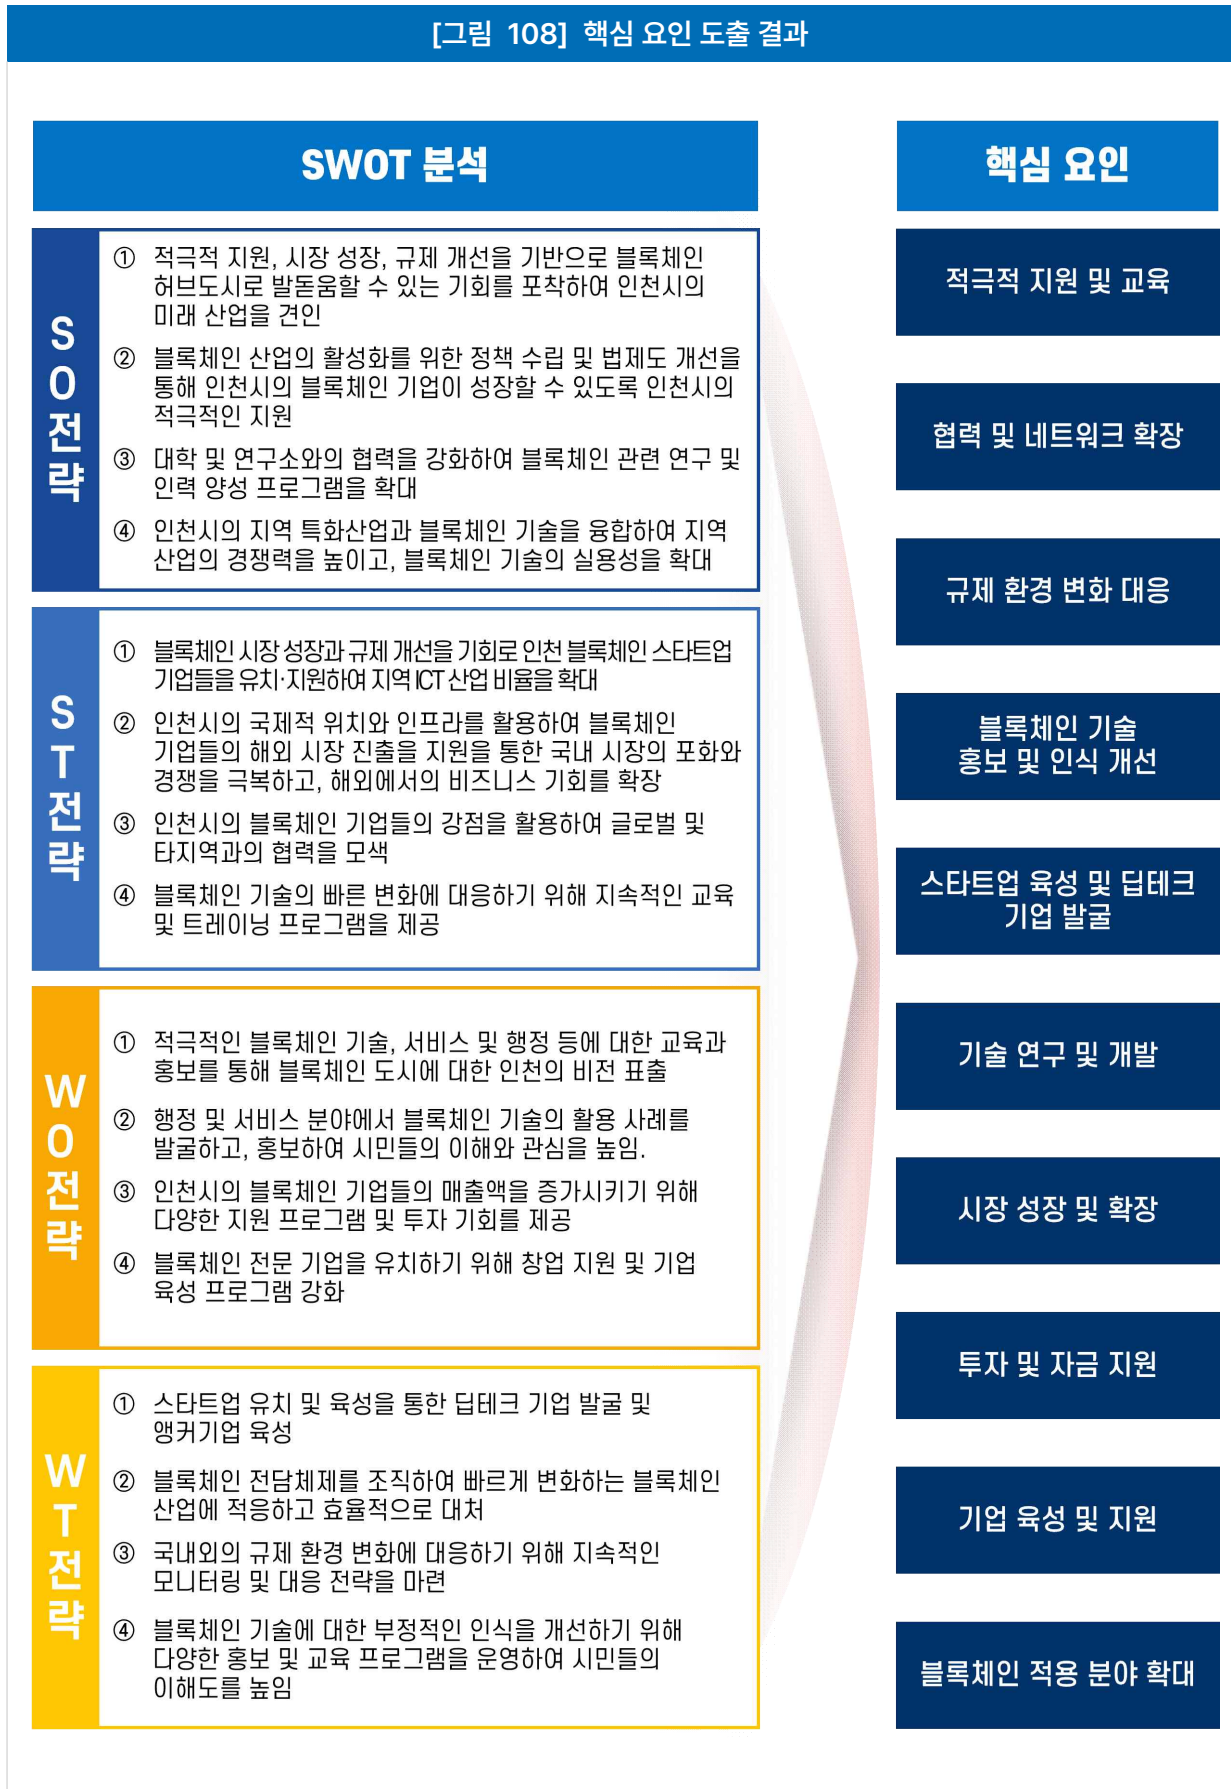 [그림 108] 핵심 요인 도출 결과
SWOT 분석
SO전략
① 적극적 지원, 시장 성장, 규제 개선을 기반으로 블록체인
허브도시로 발돋움할 수 있는 기회를 포착하여 인천시의
미래 산업을 견인
② 블록체인 산업의 활성화를 위한 정책 수립 및 법제도 개선을
통해 인천시의 블록체인 기업이 성장할 수 있도록 인천시의
적극적인 지원
③ 대학 및 연구소와의 협력을 강화하여 블록체인 관련 연구 및
인력 양성 프로그램을 확대
④ 인천시의 지역 특화산업과 블록체인 기술을 융합하여 지역
산업의 경쟁력을 높이고, 블록체인 기술의 실용성을 확대
ST전략
① 블록체인 시장 성장과 규제 개선을 기회로 인천 블록체인 스타트업
기업들을 유치·지원하여 지역 ICT 산업 비율을 확대
② 인천시의 국제적 위치와 인프라를 활용하여 블록체인
기업들의 해외 시장 진출을 지원을 통한 국내 시장의 포화와
경쟁을 극복하고, 해외에서의 비즈니스 기회를 확장
③ 인천시의 블록체인 기업들의 강점을 활용하여 글로벌 및
타지역과의 협력을 모색
④ 블록체인 기술의 빠른 변화에 대응하기 위해 지속적인 교육
및 트레이닝 프로그램을 제공
WO전략
① 적극적인 블록체인 기술, 서비스 및 행정 등에 대한 교육과
홍보를 통해 블록체인 도시에 대한 인천의 비전 표출
② 행정 및 서비스 분야에서 블록체인 기술의 활용 사례를
발굴하고, 홍보하여 시민들의 이해와 관심을 높임.
③ 인천시의 블록체인 기업들의 매출액을 증가시키기 위해
다양한 지원 프로그램 및 투자 기회를 제공
④ 블록체인 전문 기업을 유치하기 위해 창업 지원 및 기업
육성 프로그램 강화
WT전략
① 스타트업 유치 및 육성을 통한 딥테크 기업 발굴 및
앵커기업 육성
② 블록체인 전담체제를 조직하여 빠르게 변화하는 블록체인
산업에 적응하고 효율적으로 대처
③ 국내외의 규제 환경 변화에 대응하기 위해 지속적인
모니터링 및 대응 전략을 마련
④ 블록체인 기술에 대한 부정적인 인식을 개선하기 위해
다양한 홍보 및 교육 프로그램을 운영하여 시민들의
이해도를 높임
핵심 요인
적극적 지원 및 교육
협력 및 네트워크 확장
규제 환경 변화 대응
블록체인 기술
홍보 및 인식 개선
스타트업 육성 및 딥테크
기업 발굴
기술 연구 및 개발
시장 성장 및 확장
투자 및 자금 지원
기업 육성 및 지원
블록체인 적용 분야 확대